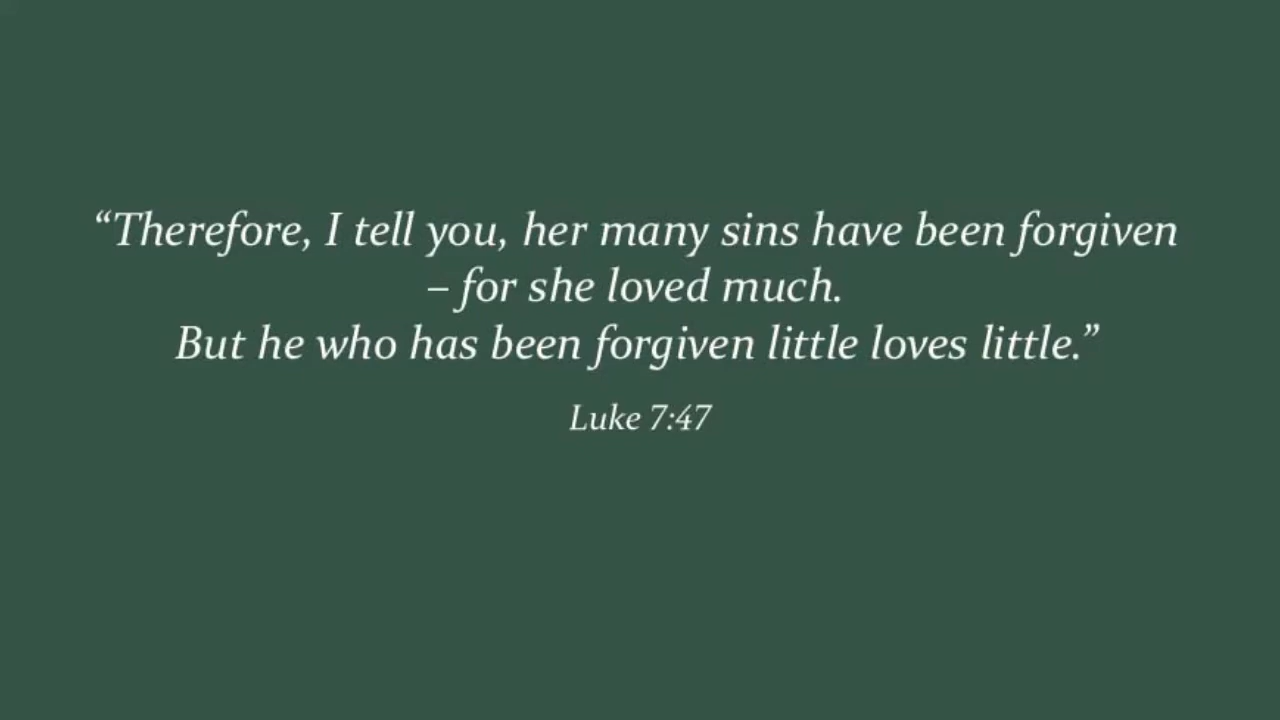 “Therefore, I tell you, her many sins have been forgiven
– for she loved much.
But he who has been forgiven little loves little.”
Luke 7:47